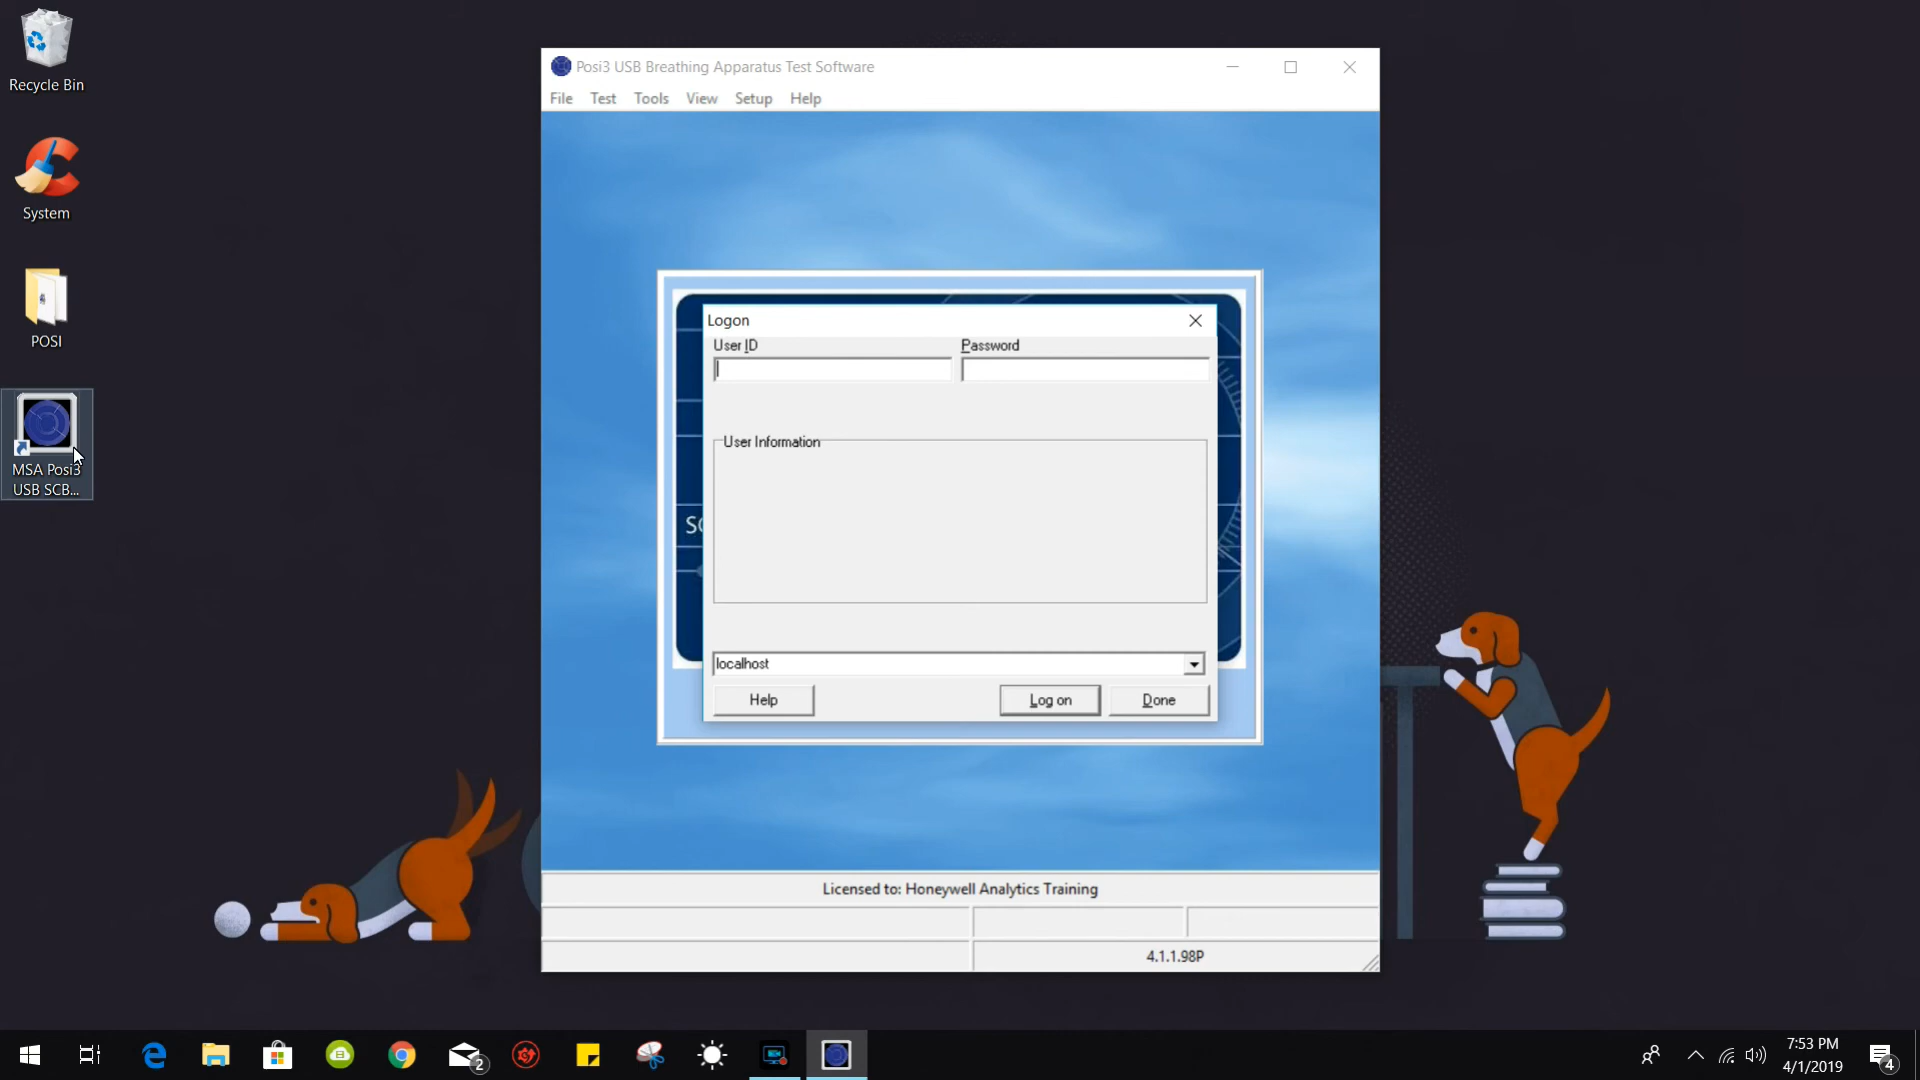 Recycle Bin
System
POSI
MSA Posi3
USB SCB...
Posi3 USB Breathing Apparatus Test Software
File Test Tools View Setup Help
Logon
User ID Password
User Information
localhost
Help Log on Done
Licensed to: Honeywell Analytics Training
4.1.1.98P
2
7:53 PM
4/1/2019
4